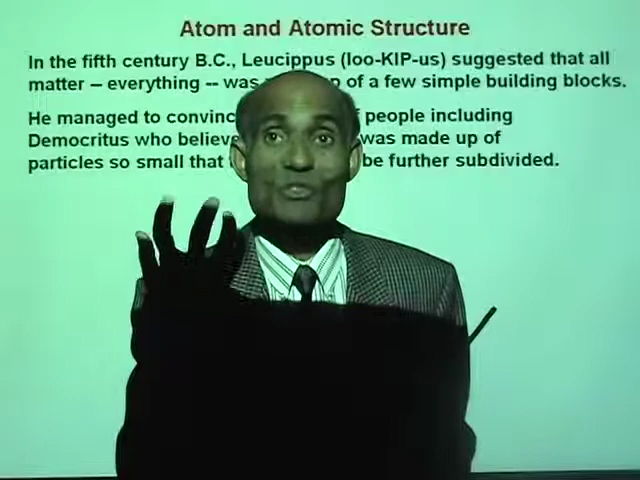 Atom and Atomic Structure
In the fifth century B.C., Leucippus (loo-KIP-us) suggested that all
matter -- everything -- was of a few simple building blocks.
He managed to people including
Democritus who was made up of
particles so small that be further subdivided.